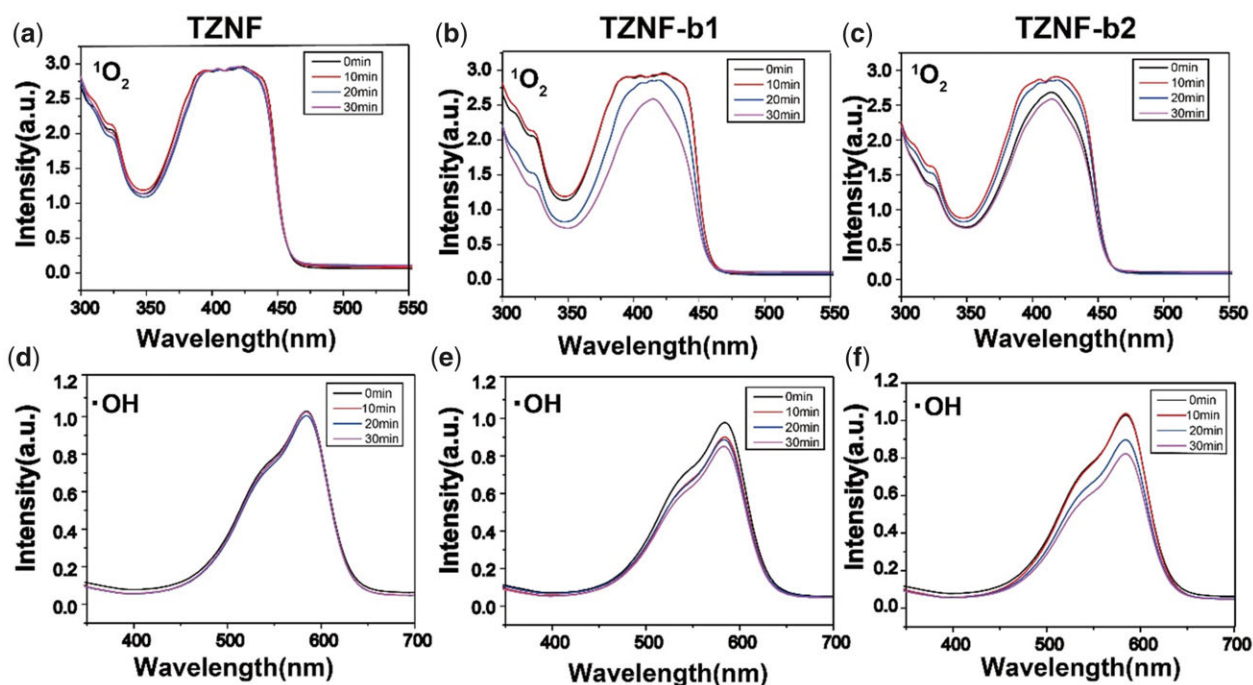 TZNF
TZNF-b1
TZNF-b2
(a)
¹O₂
0min
10min
20min
30min
3.0
2.5
2.0
1.5
1.0
0.5
0.0
Intensity(a.u.)
300 350 400 450 500 550
Wavelength(nm)
(b)
¹O₂
0min
10min
20min
30min
3.0
2.5
2.0
1.5
1.0
0.5
0.0
Intensity(a.u.)
300 350 400 450 500 550
Wavelength(nm)
(c)
¹O₂
0min
10min
20min
30min
3.0
2.5
2.0
1.5
1.0
0.5
0.0
Intensity(a.u.)
300 350 400 450 500 550
Wavelength(nm)
(d)
·OH
0min
10min
20min
30min
1.2
1.0
0.8
0.6
0.4
0.2
0.0
Intensity(a.u.)
400 500 600 700
Wavelength(nm)
(e)
·OH
0min
10min
20min
30min
1.2
1.0
0.8
0.6
0.4
0.2
0.0
Intensity(a.u.)
400 500 600 700
Wavelength(nm)
(f)
·OH
0min
10min
20min
30min
1.2
1.0
0.8
0.6
0.4
0.2
0.0
Intensity(a.u.)
400 500 600 700
Wavelength(nm)